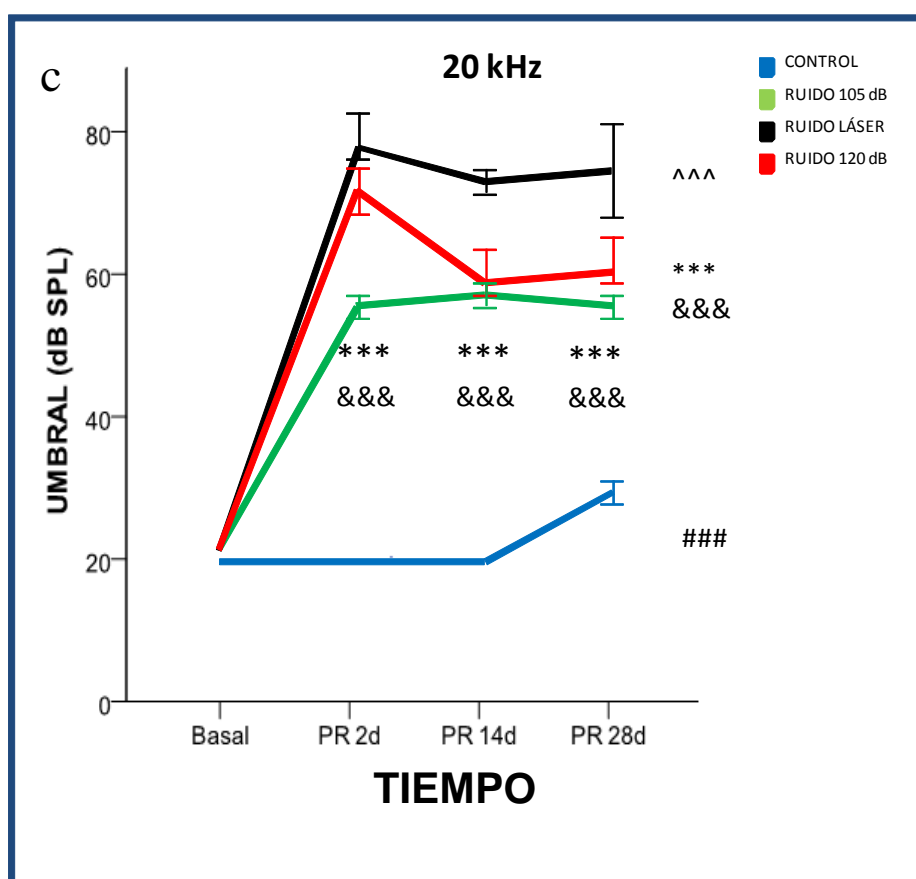 c
20 kHz
CONTROL
RUIDO 105 dB
RUIDO LÁSER
RUIDO 120 dB
UMBRAL (dB SPL)
80
60
40
20
0
^^^
***
&&&
*** *** ***
&&& &&& &&&
###
Basal PR 2d PR 14d PR 28d
TIEMPO